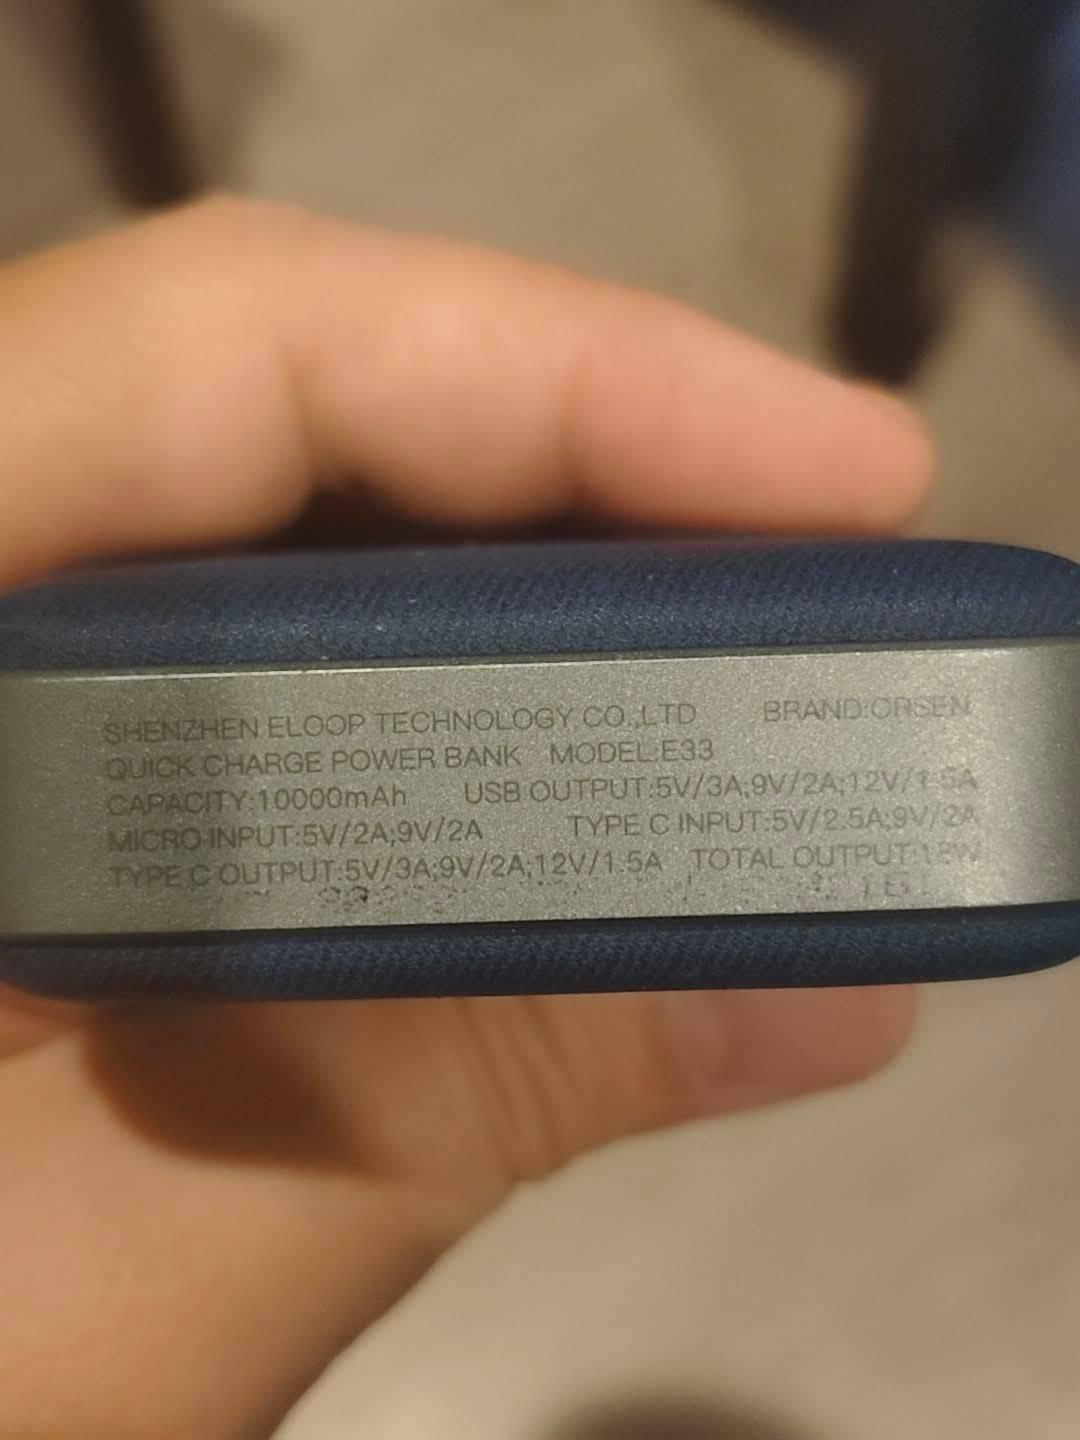 SHENZHEN ELOOP TECHNOLOGY CO.,LTD BRAND:ORSEN
QUICK CHARGE POWER BANK MODEL:E33
CAPACITY:10000mAh USB OUTPUT:5V/3A;9V/2A;12V/1.5A
MICRO INPUT:5V/2A;9V/2A TYPE C INPUT:5V/2.5A;9V/2A
TYPE C OUTPUT:5V/3A;9V/2A;12V/1.5A TOTAL OUTPUT:18W